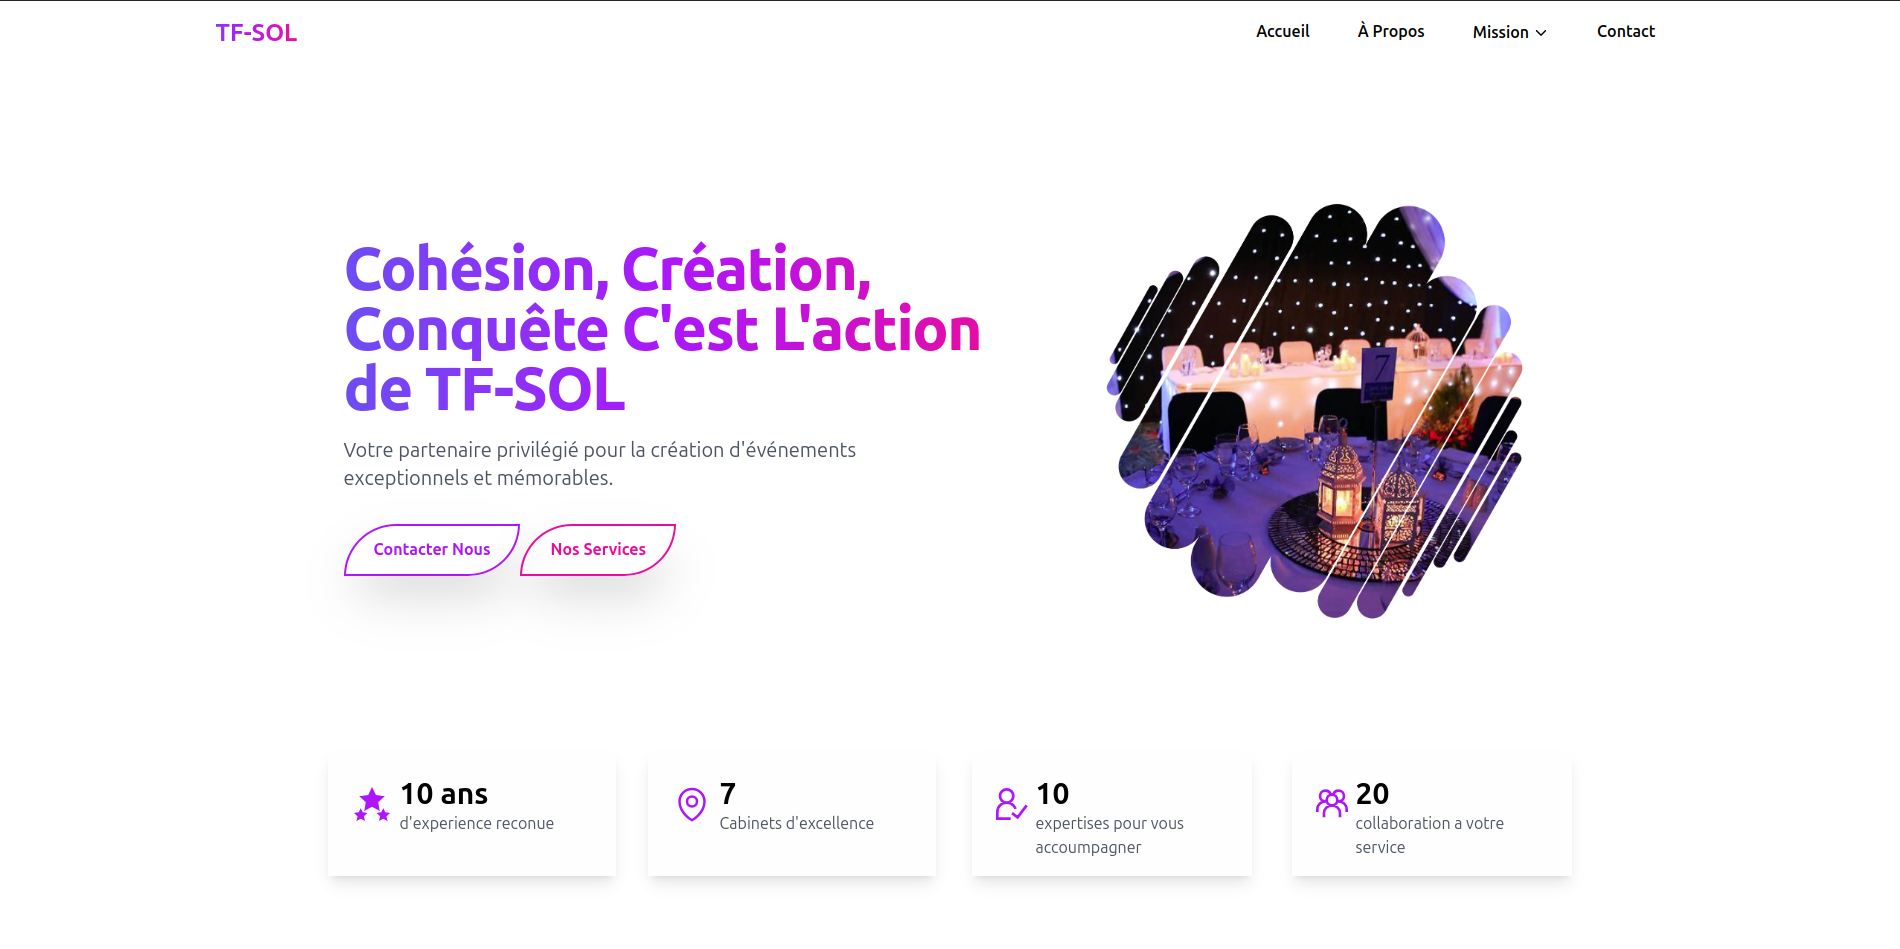 TF-SOL
Accueil
À Propos
Mission
Contact
Cohésion, Création,
Conquête C'est L'action
de TF-SOL
Votre partenaire privilégié pour la création d'événements
exceptionnels et mémorables.
Contacter Nous
Nos Services
7
10 ans
d'experience reconue
7
Cabinets d'excellence
10
expertises pour vous
accoumpagner
20
collaboration a votre
service